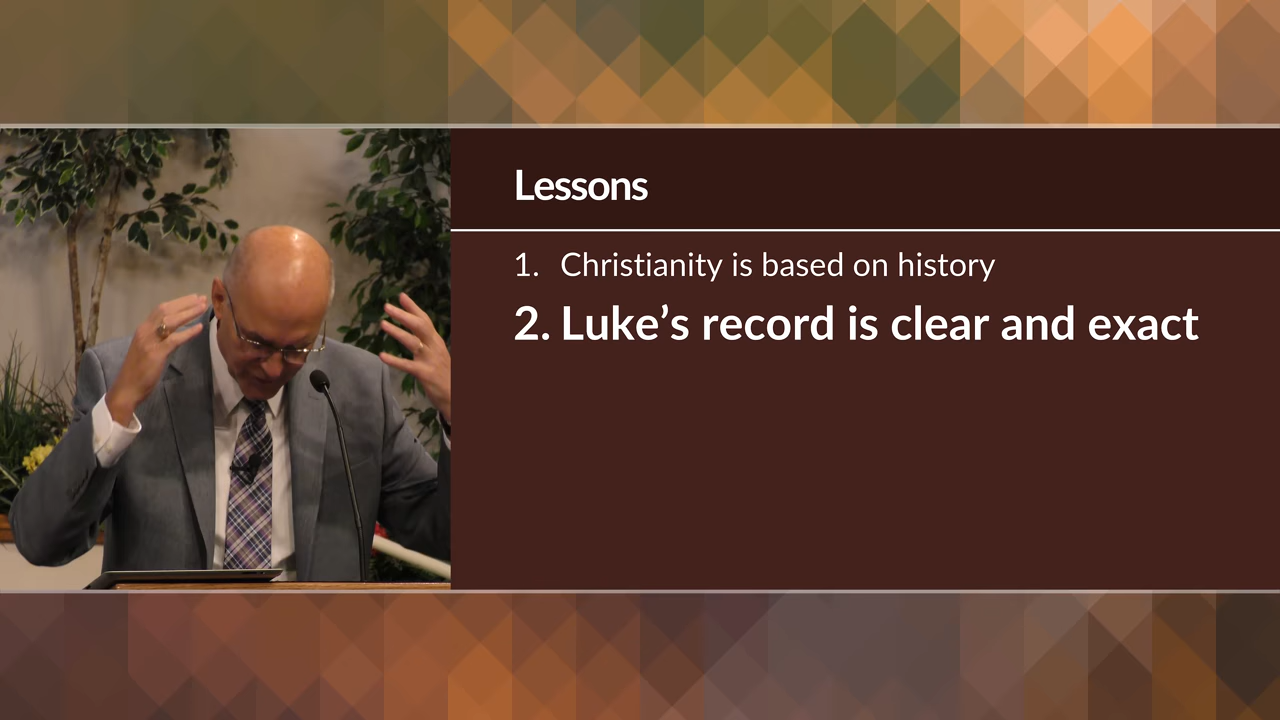 Lessons
1. Christianity is based on history
2. Luke’s record is clear and exact